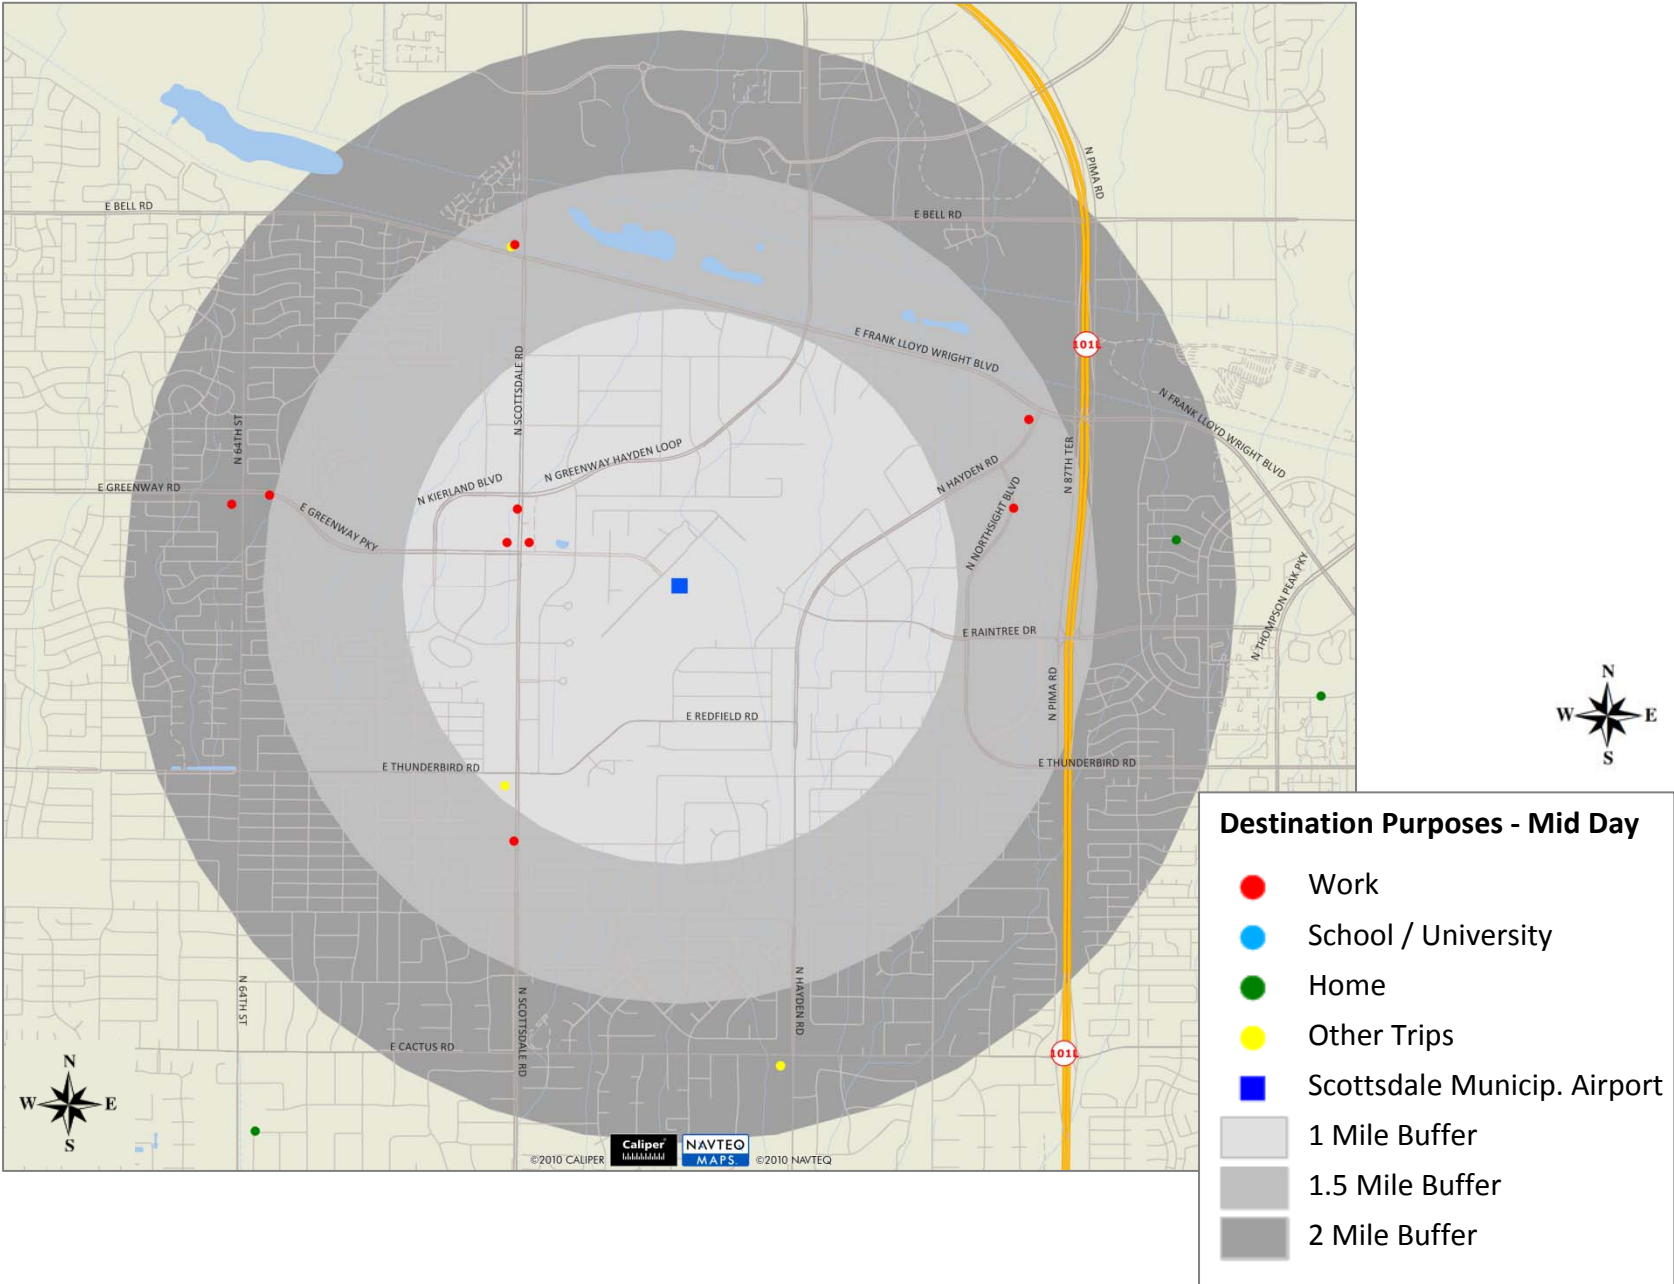 N PIMA RD
E BELL RD
E BELL RD
101L
E FRANK LLOYD WRIGHT BLVD
N SCOTTSDALE RD
N FRANK LLOYD WRIGHT BLVD
N 64TH ST
N 87TH TER
N GREENWAY HAYDEN LOOP
N HAYDEN RD
E GREENWAY RD
N KIERLAND BLVD
N NORTHSIGHT BLVD
E GREENWAY PKY
N THOMPSON PEAK PKY
E RAINTREE DR
N PIMA RD
E REDFIELD RD
E THUNDERBIRD RD
E THUNDERBIRD RD
N
W E
S
N 64TH ST
N SCOTTSDALE RD
N HAYDEN RD
E CACTUS RD
101L
N
W E
S
©2010 CALIPER
Caliper
NAVTEQ
MAPS.
©2010 NAVTEQ
Destination Purposes - Mid Day
Work
School / University
Home
Other Trips
Scottsdale Municip. Airport
1 Mile Buffer
1.5 Mile Buffer
2 Mile Buffer